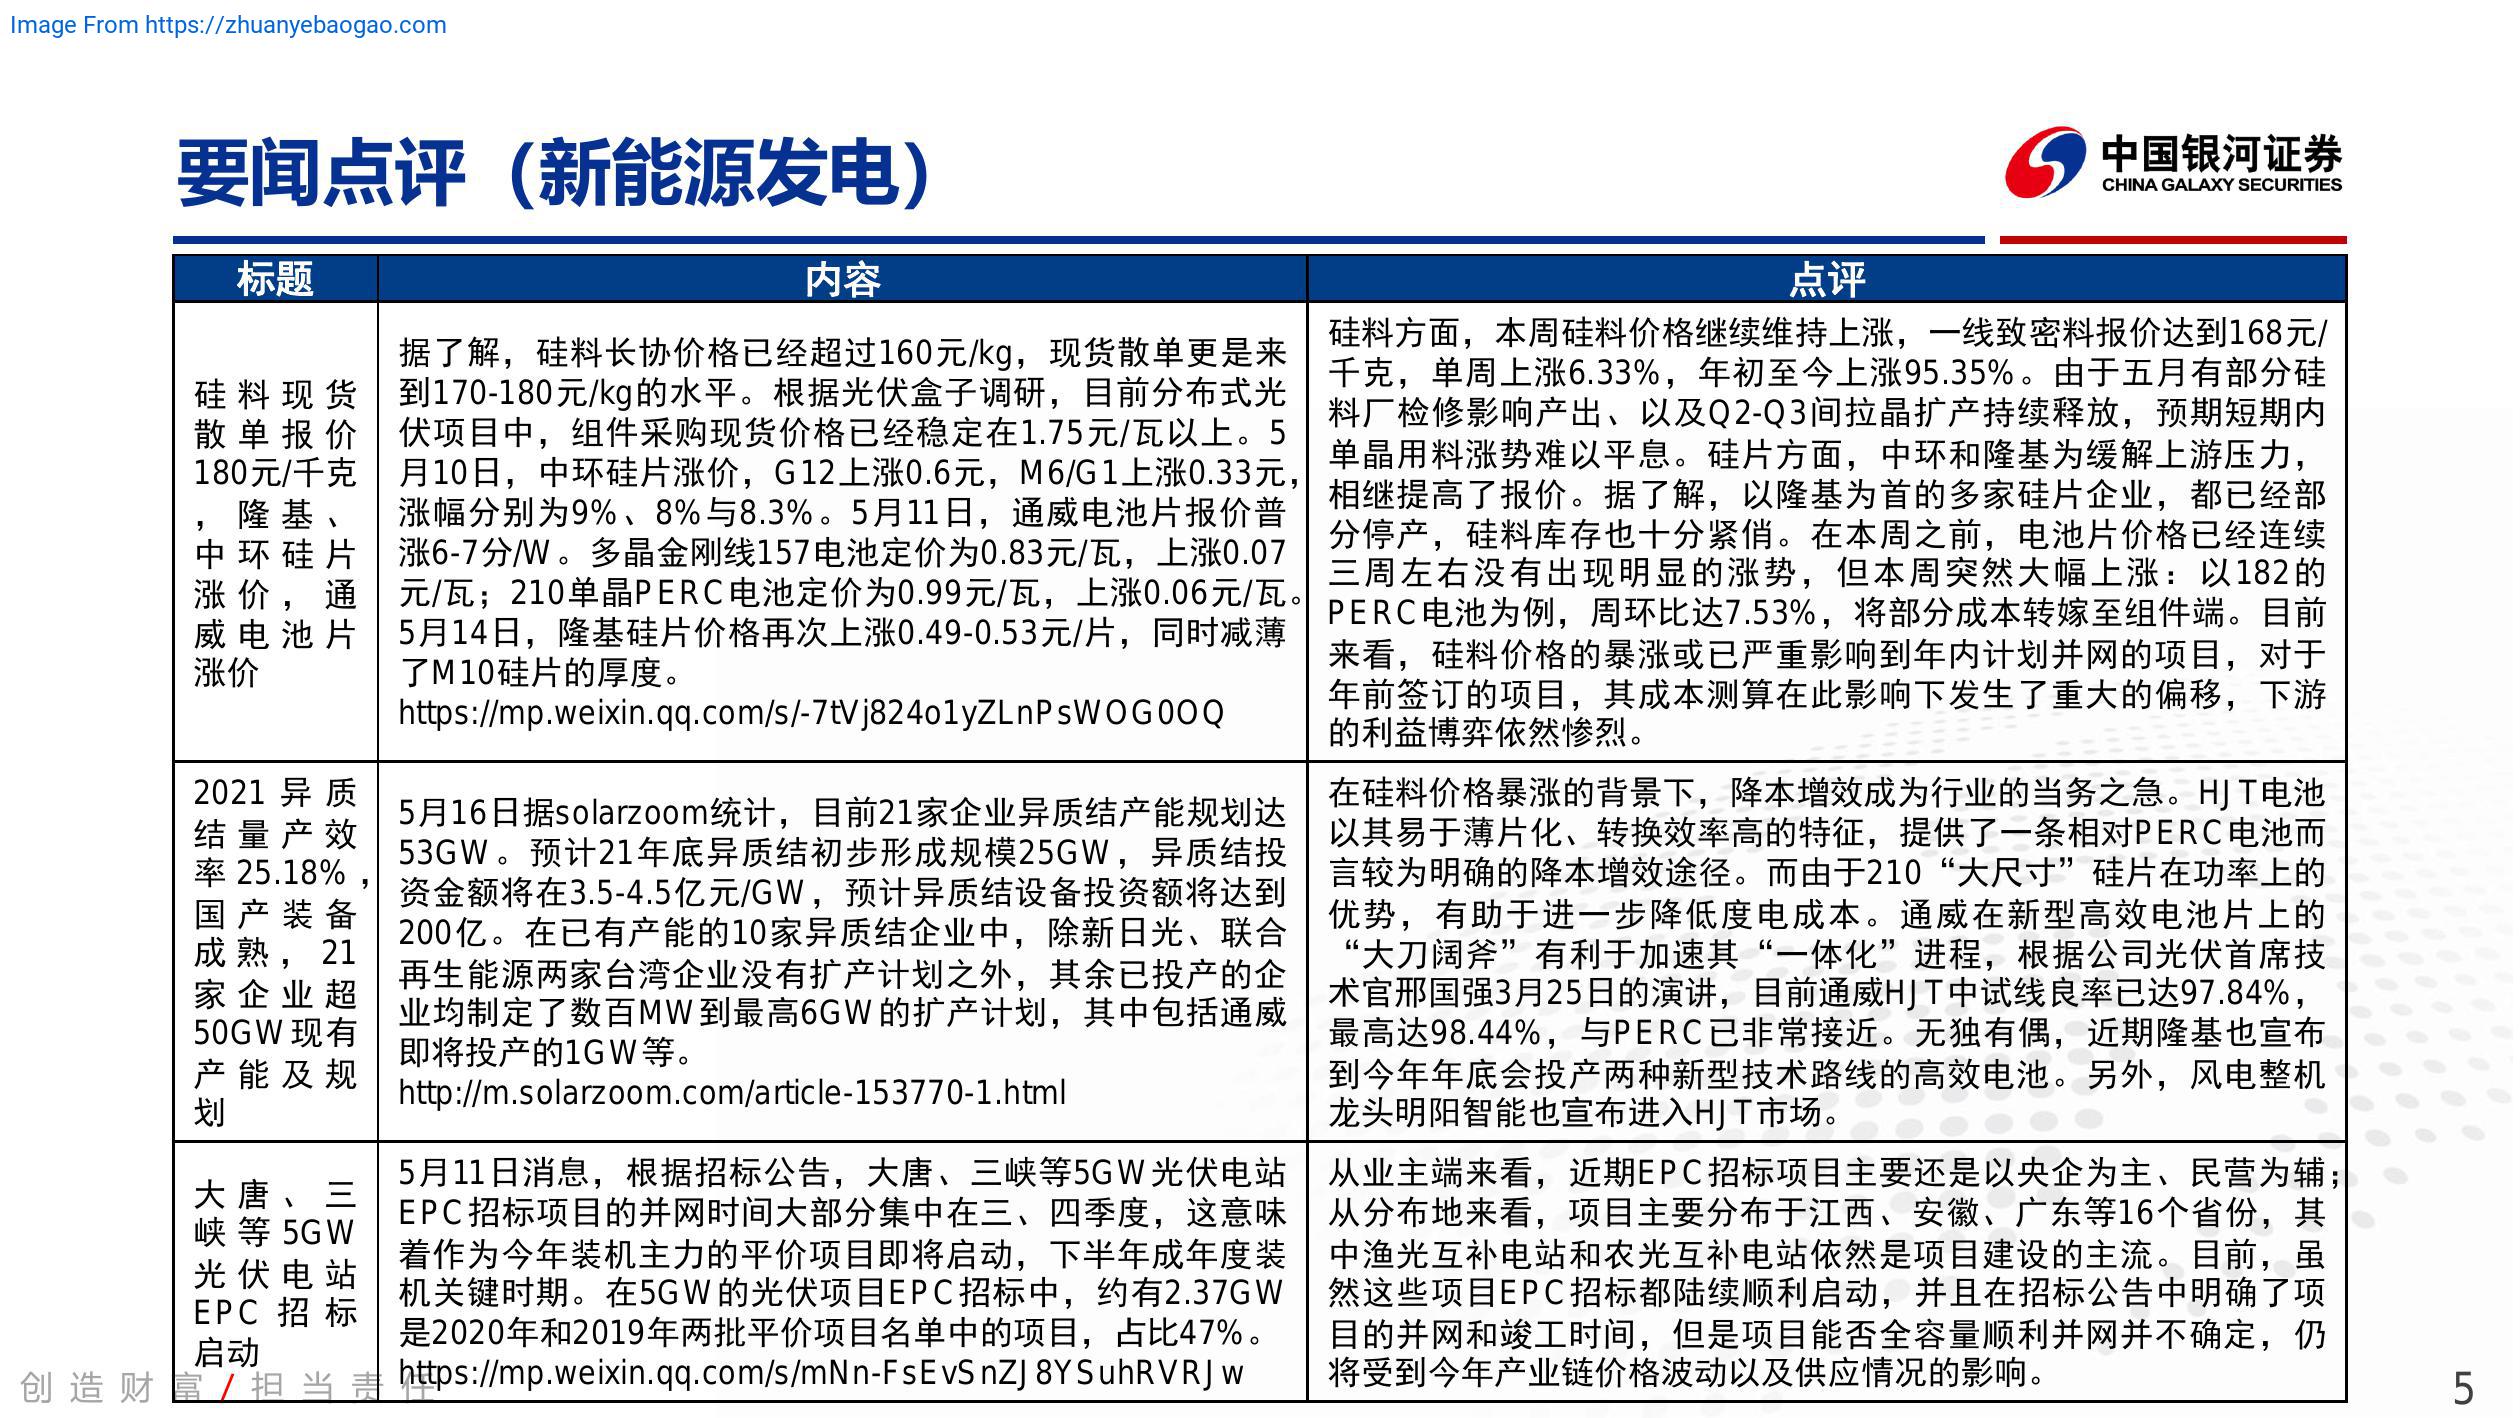 Image From https://zhuanyebaogao.com
要闻点评（新能源发电）
中国银河证券
CHINA GALAXY SECURITIES
标题
内容
点评
硅料现货
散单报价
180元/千克
，隆基、
中环硅片
涨价，通
威电池片
涨价
据了解，硅料长协价格已经超过160元/kg，现货散单更是来
到170-180元/kg的水平。根据光伏盒子调研，目前分布式光
伏项目中，组件采购现货价格已经稳定在1.75元/瓦以上。5
月10日，中环硅片涨价，G12上涨0.6元，M6/G1上涨0.33元，
涨幅分别为9%、8%与8.3%。5月11日，通威电池片报价普
涨6-7分/W。多晶金刚线157电池定价为0.83元/瓦，上涨0.07
元/瓦；210单晶PERC电池定价为0.99元/瓦，上涨0.06元/瓦。
5月14日，隆基硅片价格再次上涨0.49-0.53元/片，同时减薄
了M10硅片的厚度。
https://mp.weixin.qq.com/s/-7tVj824o1yZLnPsWOG0OQ
硅料方面，本周硅料价格继续维持上涨，一线致密料报价达到168元/
千克，单周上涨6.33%，年初至今上涨95.35%。由于五月有部分硅
料厂检修影响产出、以及Q2-Q3间拉晶扩产持续释放，预期短期内
单晶用料涨势难以平息。硅片方面，中环和隆基为缓解上游压力，
相继提高了报价。据了解，以隆基为首的多家硅片企业，都已经部
分停产，硅料库存也十分紧俏。在本周之前，电池片价格已经连续
三周左右没有出现明显的涨势，但本周突然大幅上涨：以182的
PERC电池为例，周环比达7.53%，将部分成本转嫁至组件端。目前
来看，硅料价格的暴涨或已严重影响到年内计划并网的项目，对于
年前签订的项目，其成本测算在此影响下发生了重大的偏移，下游
的利益博弈依然惨烈。
2021异质
结量产效
率25.18%，
国产装备
成熟，21
家企业超
50GW现有
产能及规
划
5月16日据solarzoom统计，目前21家企业异质结产能规划达
53GW。预计21年底异质结初步形成规模25GW，异质结投
资金额将在3.5-4.5亿元/GW，预计异质结设备投资额将达到
200亿。在已有产能的10家异质结企业中，除新日光、联合
再生能源两家台湾企业没有扩产计划之外，其余已投产的企
业均制定了数百MW到最高6GW的扩产计划，其中包括通威
即将投产的1GW等。
http://m.solarzoom.com/article-153770-1.html
在硅料价格暴涨的背景下，降本增效成为行业的当务之急。HJT电池
以其易于薄片化、转换效率高的特征，提供了一条相对PERC电池而
言较为明确的降本增效途径。而由于210“大尺寸”硅片在功率上的
优势，有助于进一步降低度电成本。通威在新型高效电池片上的
“大刀阔斧”有利于加速其“一体化”进程，根据公司光伏首席技
术官邢国强3月25日的演讲，目前通威HJT中试线良率已达97.84%，
最高达98.44%，与PERC已非常接近。无独有偶，近期隆基也宣布
到今年年底会投产两种新型技术路线的高效电池。另外，风电整机
龙头明阳智能也宣布进入HJT市场。
大唐、三
峡等5GW
光伏电站
EPC招标
启动
5月11日消息，根据招标公告，大唐、三峡等5GW光伏电站
EPC招标项目的并网时间大部分集中在三、四季度，这意味
着作为今年装机主力的平价项目即将启动，下半年成年度装
机关键时期。在5GW的光伏项目EPC招标中，约有2.37GW
是2020年和2019年两批平价项目名单中的项目，占比47%。
https://mp.weixin.qq.com/s/mNn-FsEvSnZJ8YSuhRVRJw
从业主端来看，近期EPC招标项目主要还是以央企为主、民营为辅；
从分布地来看，项目主要分布于江西、安徽、广东等16个省份，其
中渔光互补电站和农光互补电站依然是项目建设的主流。目前，虽
然这些项目EPC招标都陆续顺利启动，并且在招标公告中明确了项
目的并网和竣工时间，但是项目能否全容量顺利并网并不确定，仍
将受到今年产业链价格波动以及供应情况的影响。
创造财富/担当责任
5